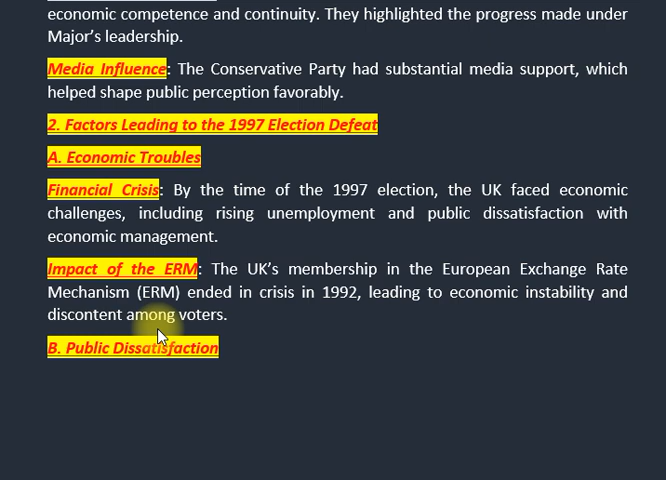 economic competence and continuity. They highlighted the progress made under
Major’s leadership.
Media Influence: The Conservative Party had substantial media support, which
helped shape public perception favorably.
2. Factors Leading to the 1997 Election Defeat
A. Economic Troubles
Financial Crisis: By the time of the 1997 election, the UK faced economic
challenges, including rising unemployment and public dissatisfaction with
economic management.
Impact of the ERM: The UK’s membership in the European Exchange Rate
Mechanism (ERM) ended in crisis in 1992, leading to economic instability and
discontent among voters.
B. Public Dissatisfaction